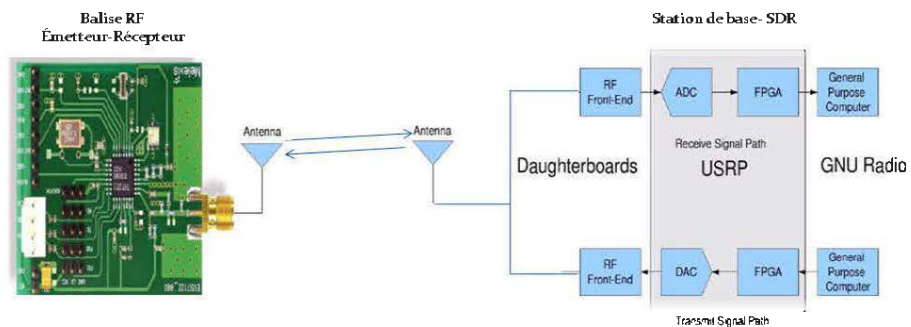 Balise RF
Émetteur-Récepteur
Station de base- SDR
Melexis
Antenna
Antenna
RF
Front-End
ADC
FPGA
General
Purpose
Computer
Receive Signal Path
Daughterboards
USRP
GNU Radio
RF
Front-End
DAC
FPGA
General
Purpose
Computer
Transmit Signal Path